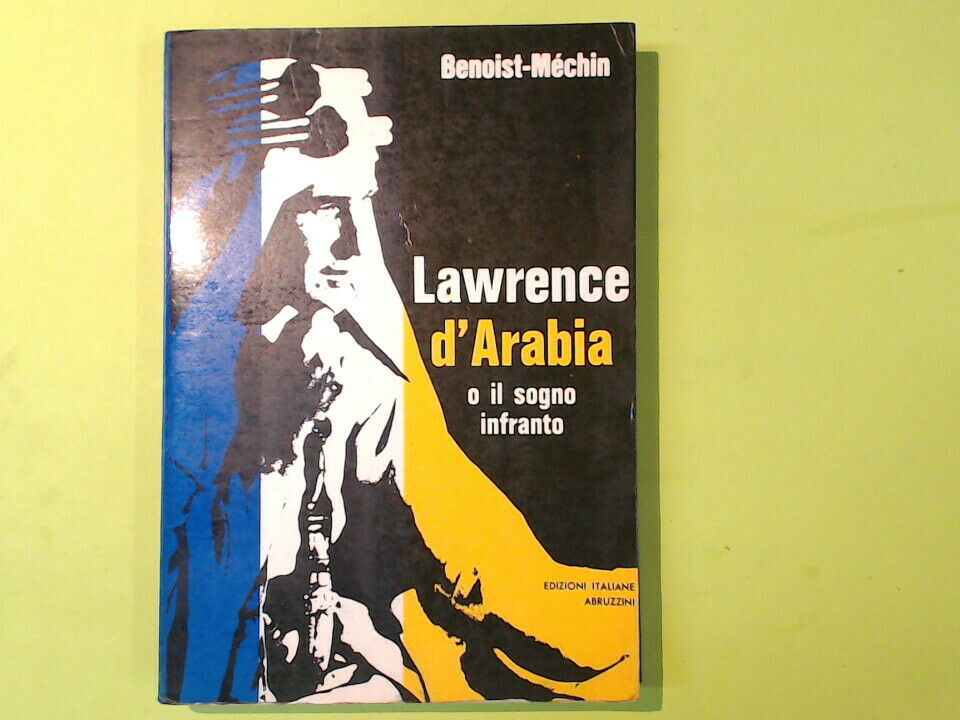 Benoist-Méchin
Lawrence
d'Arabia
o il sogno
infranto
EDIZIONI ITALIANE
ABRUZZINI